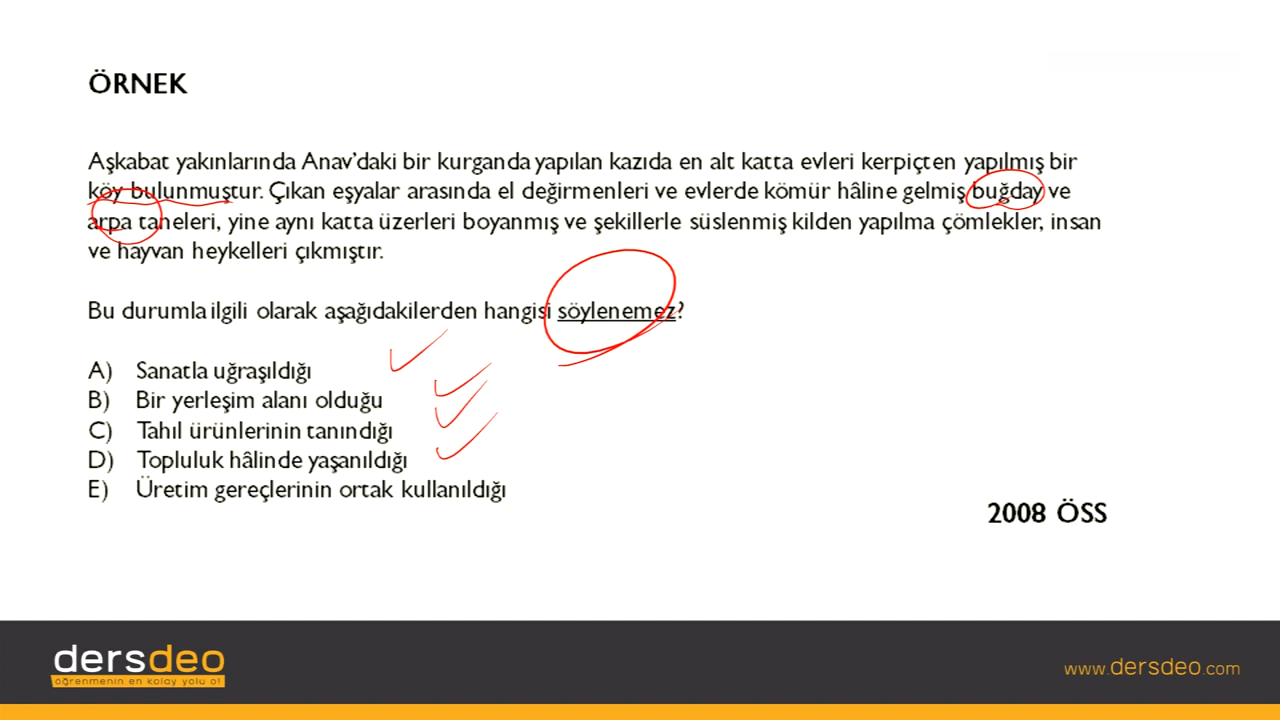 ÖRNEK
Aşkabat yakınlarında Anav'daki bir kurganda yapılan kazıda en alt katta evleri kerpiçten yapılmış bir
köy bulunmuştur. Çıkan eşyalar arasında el değirmenleri ve evlerde kömür hâline gelmiş buğday ve
arpa taneleri, yine aynı katta üzerleri boyanmış ve şekillerle süslenmiş kilden yapılma çömlekler, insan
ve hayvan heykelleri çıkmıştır.
Bu durumla ilgili olarak aşağıdakilerden hangisi söylenemez?
A) Sanatla uğraşıldığı
B) Bir yerleşim alanı olduğu
C) Tahıl ürünlerinin tanındığı
D) Topluluk hâlinde yaşanıldığı
E) Üretim gereçlerinin ortak kullanıldığı
2008 ÖSS
dersdeo
öğrenmenin en kolay yolu o!
www.dersdeo.com